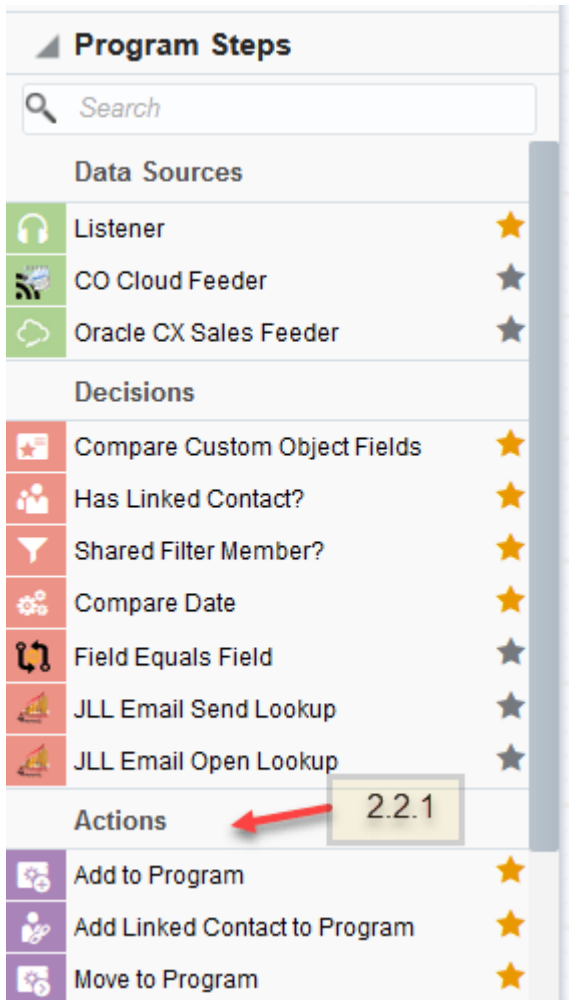 Program Steps
Search
Data Sources
Listener
CO Cloud Feeder
Oracle CX Sales Feeder
Decisions
Compare Custom Object Fields
Has Linked Contact?
Shared Filter Member?
Compare Date
Field Equals Field
JLL Email Send Lookup
JLL Email Open Lookup
Actions
2.2.1
Add to Program
Add Linked Contact to Program
Move to Program